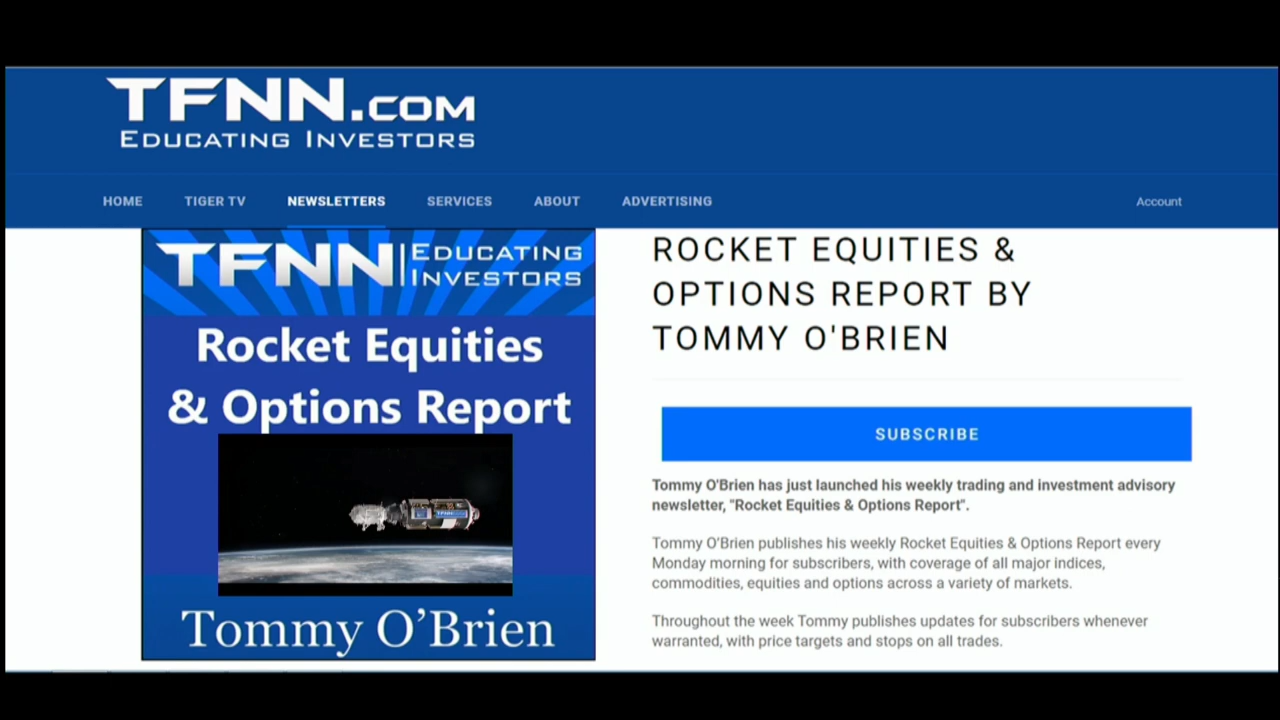 TFNN.COM
EDUCATING INVESTORS
HOME TIGER TV NEWSLETTERS SERVICES ABOUT ADVERTISING Account
TFNN EDUCATING
INVESTORS
Rocket Equities
& Options Report
TFNN
Tommy O’Brien
ROCKET EQUITIES &
OPTIONS REPORT BY
TOMMY O'BRIEN
SUBSCRIBE
Tommy O'Brien has just launched his weekly trading and investment advisory
newsletter, "Rocket Equities & Options Report".
Tommy O'Brien publishes his weekly Rocket Equities & Options Report every
Monday morning for subscribers, with coverage of all major indices,
commodities, equities and options across a variety of markets.
Throughout the week Tommy publishes updates for subscribers whenever
warranted, with price targets and stops on all trades.